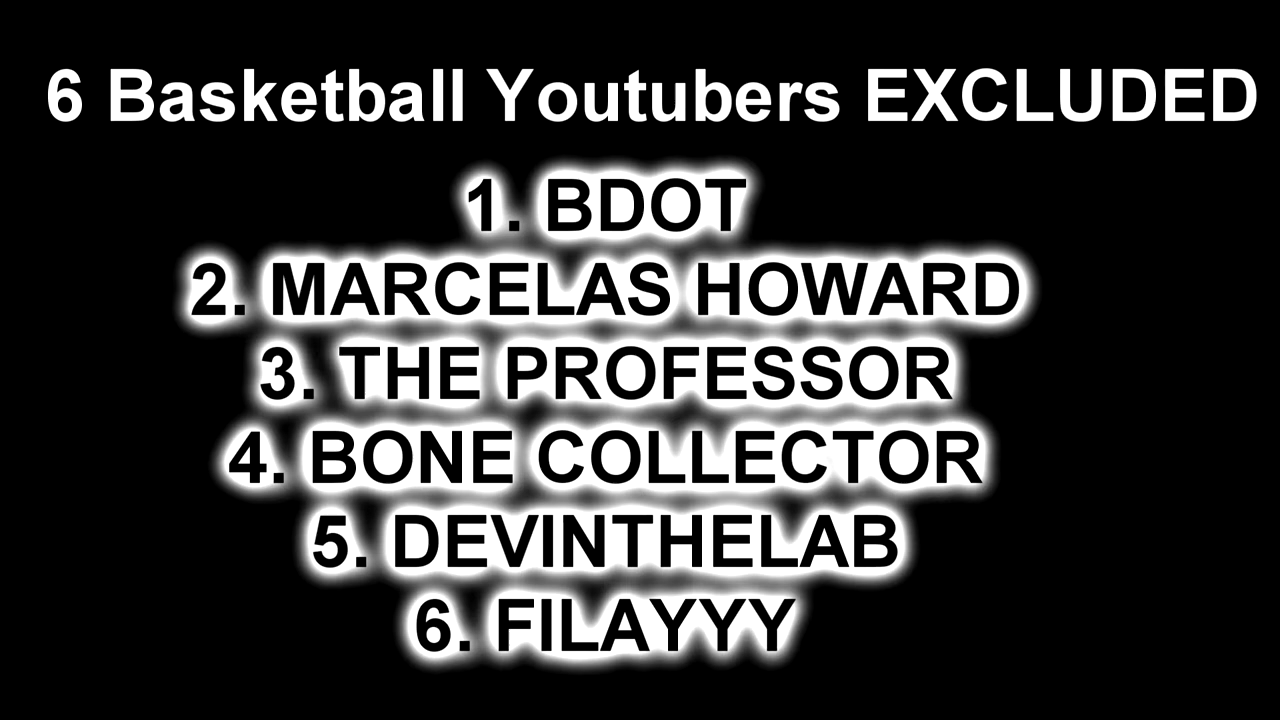 6 Basketball Youtubers EXCLUDED
1. BDOT
2. MARCELAS HOWARD
3. THE PROFESSOR
4. BONE COLLECTOR
5. DEVINTHELAB
6. FILAYYY